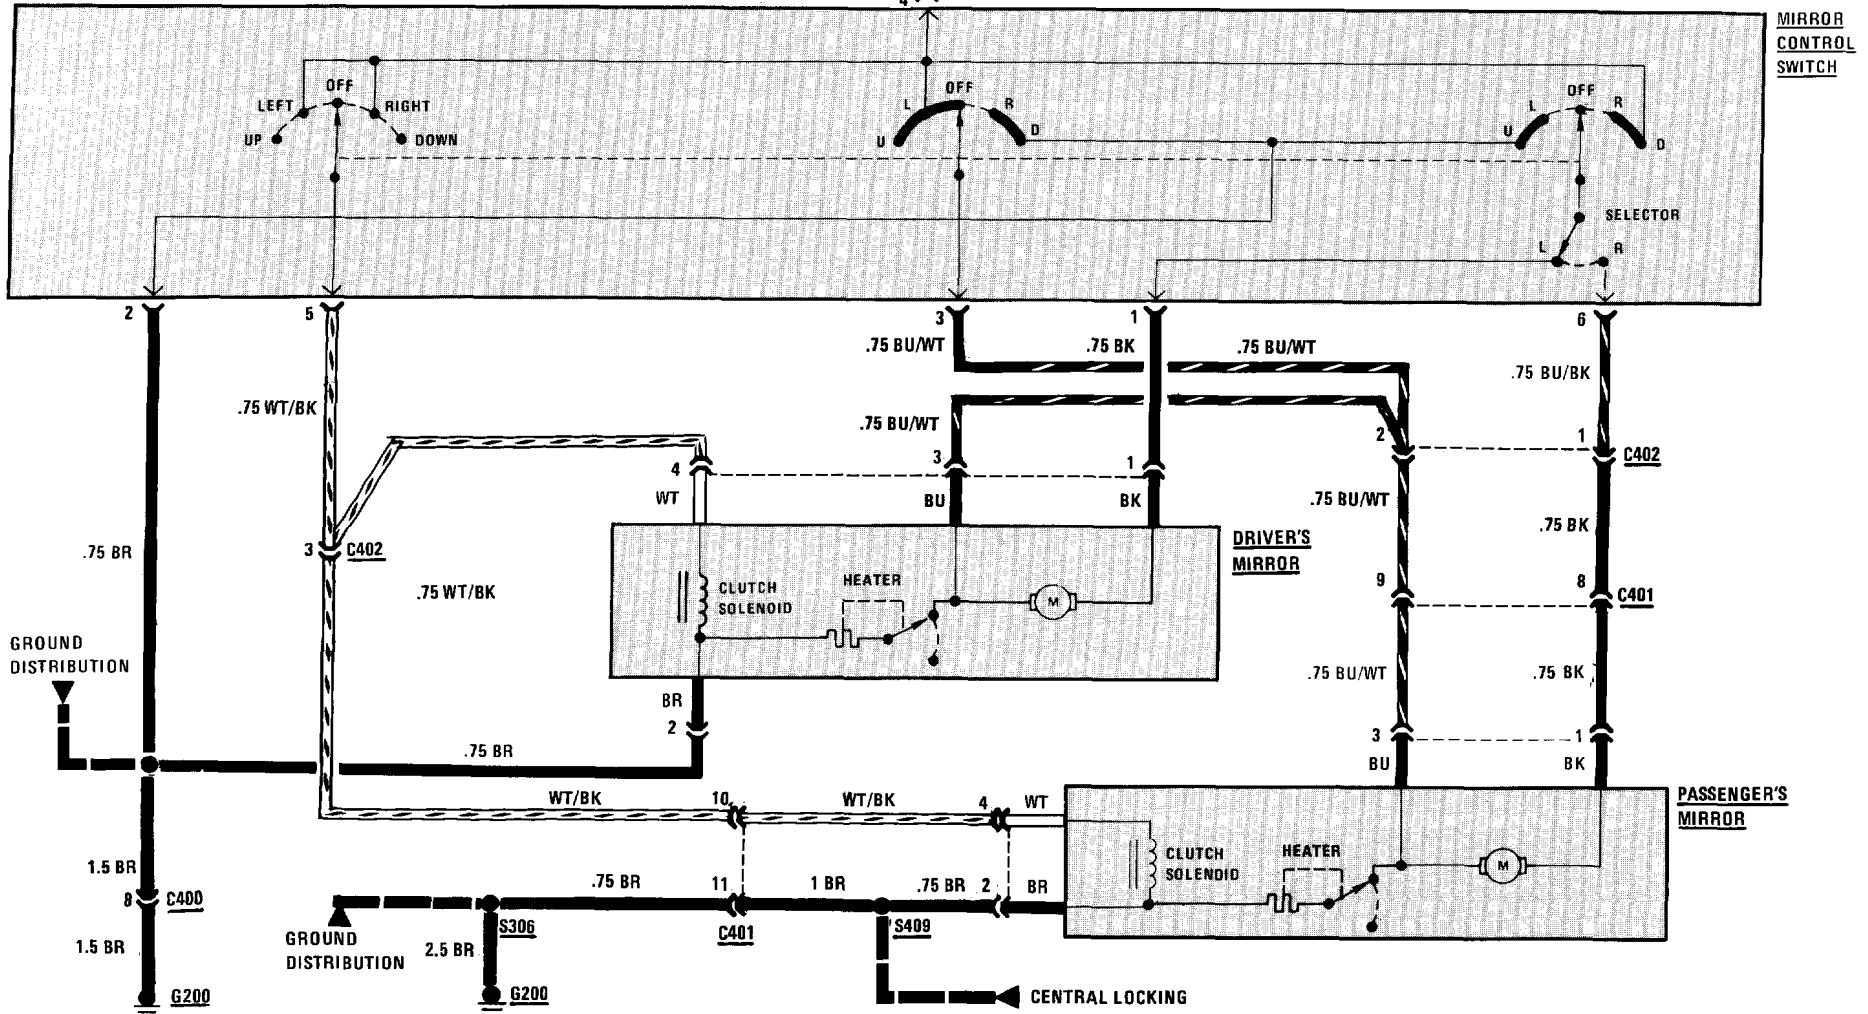 4
MIRROR
CONTROL
SWITCH
OFF
LEFT
RIGHT
UP
DOWN
OFF
L
R
U
D
OFF
L
R
U
D
SELECTOR
L
R
2
5
3
1
6
.75 BU/WT
.75 BK
.75 BU/WT
.75 BU/BK
.75 WT/BK
.75 BU/WT
2
1
C402
4
3
1
WT
BU
BK
.75 BU/WT
.75 BK
.75 BR
3
C402
DRIVER'S
MIRROR
.75 WT/BK
CLUTCH
SOLENOID
HEATER
M
9
8
C401
GROUND
DISTRIBUTION
BR
2
.75 BU/WT
.75 BK
.75 BR
3
1
BU
BK
WT/BK
10
WT/BK
4
WT
PASSENGER'S
MIRROR
CLUTCH
SOLENOID
HEATER
M
1.5 BR
8
C400
.75 BR
11
1 BR
.75 BR
2
BR
1.5 BR
GROUND
DISTRIBUTION
S306
C401
S409
2.5 BR
G200
G200
CENTRAL LOCKING